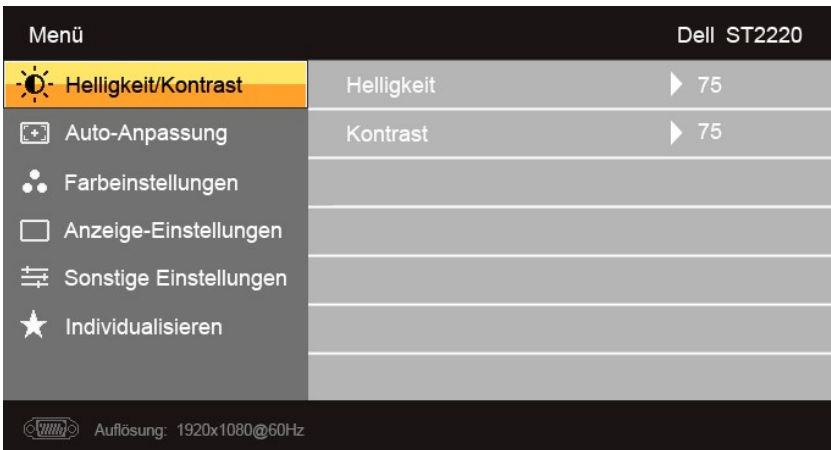 Menü Dell ST2220
Helligkeit/Kontrast Helligkeit 75
Auto-Anpassung Kontrast 75
Farbeinstellungen
Anzeige-Einstellungen
Sonstige Einstellungen
Individualisieren
Auflösung: 1920x1080@60Hz